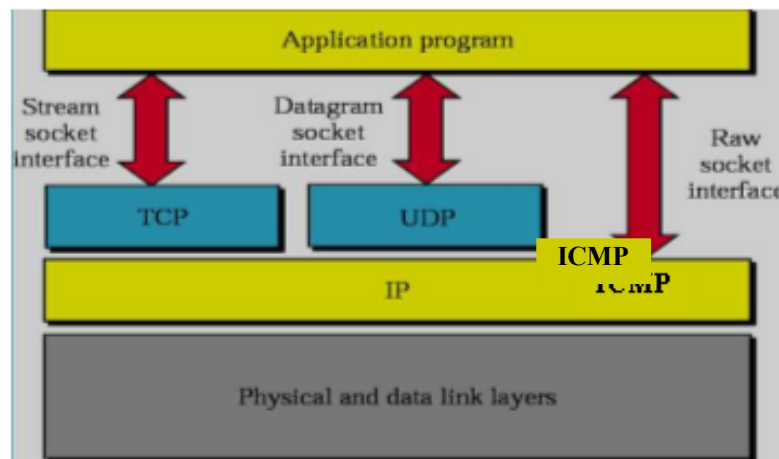 Application program
Stream
socket
interface
Datagram
socket
interface
Raw
socket
interface
TCP
UDP
ICMP
ICMP
IP
Physical and data link layers